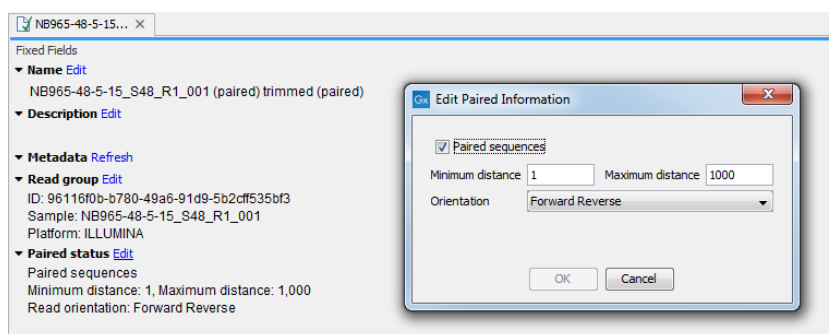 NB965-48-5-15...
Fixed Fields
Name Edit
NB965-48-5-15_S48_R1_001 (paired) trimmed (paired)
Description Edit
Metadata Refresh
Read group Edit
ID: 96116f0b-b780-49a6-91d9-5b2cff535bf3
Sample: NB965-48-5-15_S48_R1_001
Platform: ILLUMINA
Paired status Edit
Paired sequences
Minimum distance: 1, Maximum distance: 1,000
Read orientation: Forward Reverse
Gx Edit Paired Information
Paired sequences
Minimum distance 1 Maximum distance 1000
Orientation Forward Reverse
OK Cancel